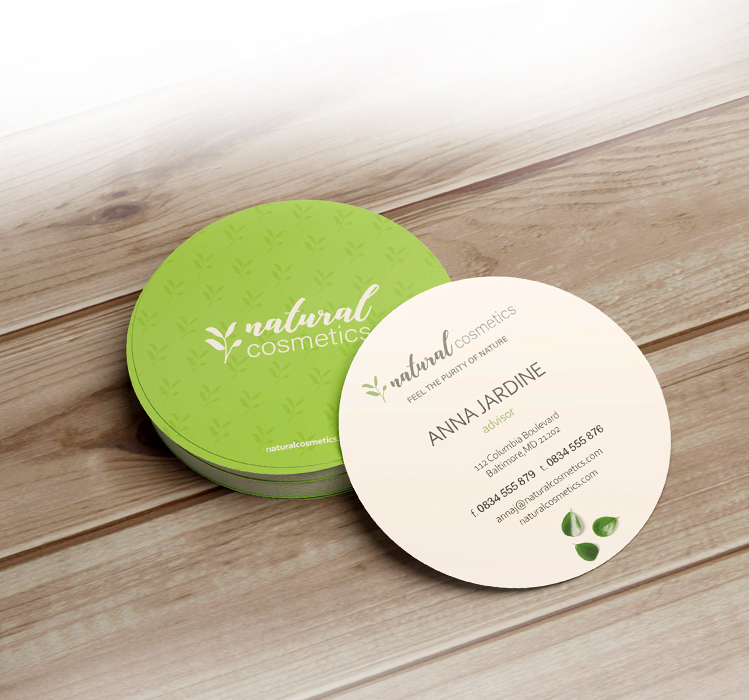 natural
cosmetics
naturalcosmetics.
natural cosmetics
FEEL THE PURITY OF NATURE
ANNA JARDINE
advisor
112 Columbia Boulevard
Baltimore, MD 21202
f. 0834 555 879 t. 0834 555 876
annaj@naturalcosmetics.com
naturalcosmetics.com